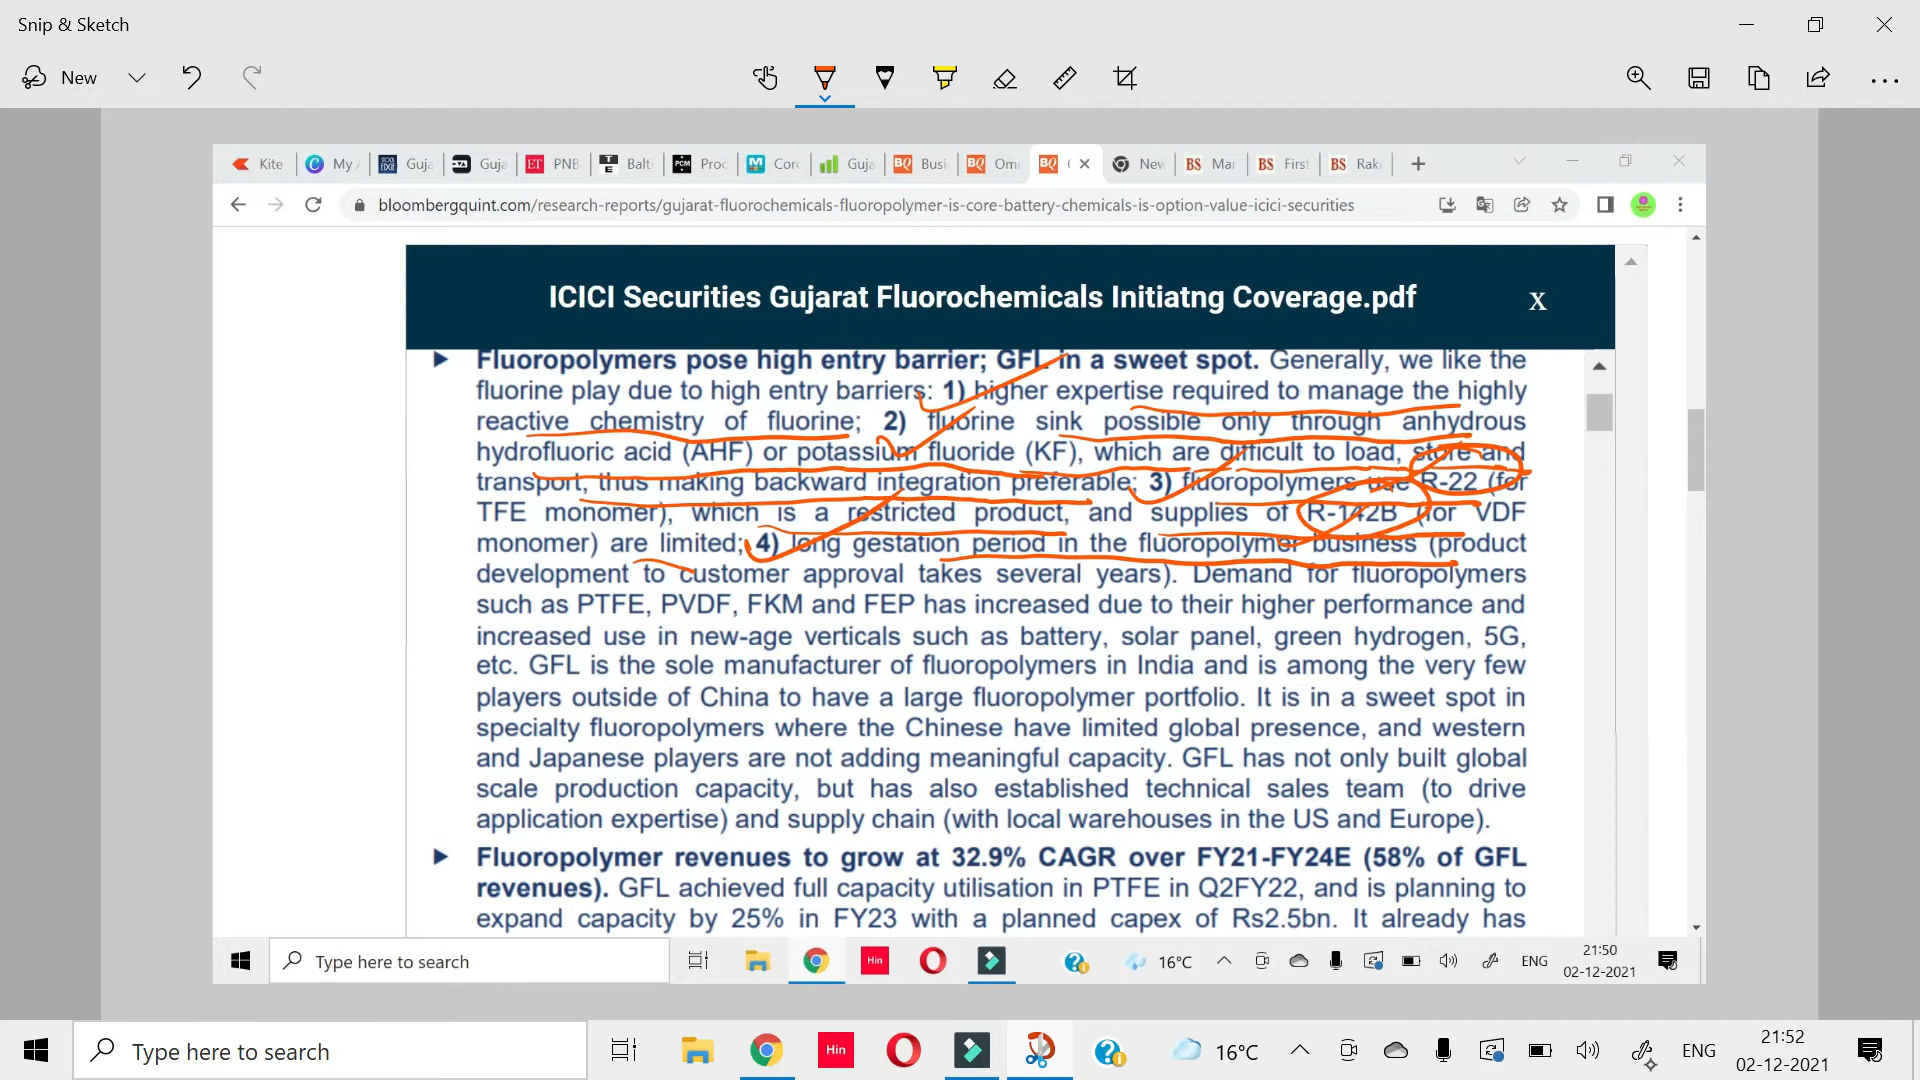 Snip & Sketch
New
Kite
My
Guja
Guja
ET PNB
TE Balt
PCM Proc
M Corc
Guja
BQ Busi
BQ Om
BQ
New
BS Mar
BS First
BS Rak
bloombergquint.com/research-reports/gujarat-fluorochemicals-fluoropolymer-is-core-battery-chemicals-is-option-value-icici-securities
ICICI Securities Gujarat Fluorochemicals Initiatng Coverage.pdf
X
Fluoropolymers pose high entry barrier; GFL in a sweet spot. Generally, we like the
fluorine play due to high entry barriers: 1) higher expertise required to manage the highly
reactive chemistry of fluorine; 2) fluorine sink possible only through anhydrous
hydrofluoric acid (AHF) or potassium fluoride (KF), which are difficult to load, store and
transport, thus making backward integration preferable; 3) fluoropolymers use R-22 (for
TFE monomer), which is a restricted product, and supplies of R-142B (for VDF
monomer) are limited; 4) long gestation period in the fluoropolymer business (product
development to customer approval takes several years). Demand for fluoropolymers
such as PTFE, PVDF, FKM and FEP has increased due to their higher performance and
increased use in new-age verticals such as battery, solar panel, green hydrogen, 5G,
etc. GFL is the sole manufacturer of fluoropolymers in India and is among the very few
players outside of China to have a large fluoropolymer portfolio. It is in a sweet spot in
specialty fluoropolymers where the Chinese have limited global presence, and western
and Japanese players are not adding meaningful capacity. GFL has not only built global
scale production capacity, but has also established technical sales team (to drive
application expertise) and supply chain (with local warehouses in the US and Europe).
Fluoropolymer revenues to grow at 32.9% CAGR over FY21-FY24E (58% of GFL
revenues). GFL achieved full capacity utilisation in PTFE in Q2FY22, and is planning to
expand capacity by 25% in FY23 with a planned capex of Rs2.5bn. It already has
Type here to search
Hin
16°C
ENG
21:50
02-12-2021
Type here to search
Hin
16°C
ENG
21:52
02-12-2021